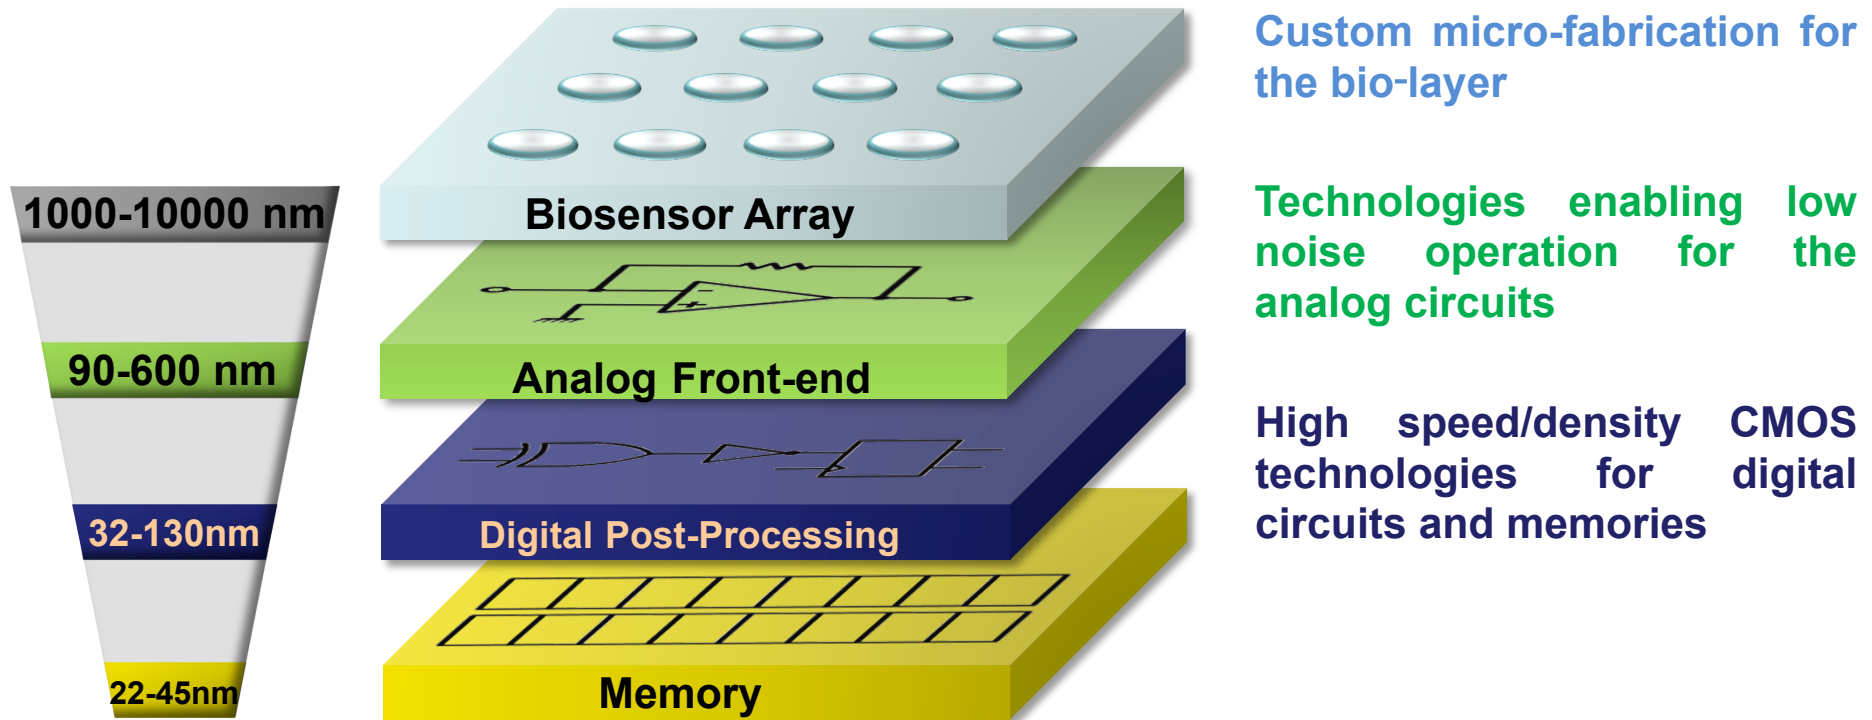 1000-10000 nm
90-600 nm
32-130nm
22-45nm
Biosensor Array
-
+
Analog Front-end
Digital Post-Processing
Memory
Custom micro-fabrication for
the bio-layer
Technologies enabling low
noise operation for the
analog circuits
High speed/density CMOS
technologies for digital
circuits and memories